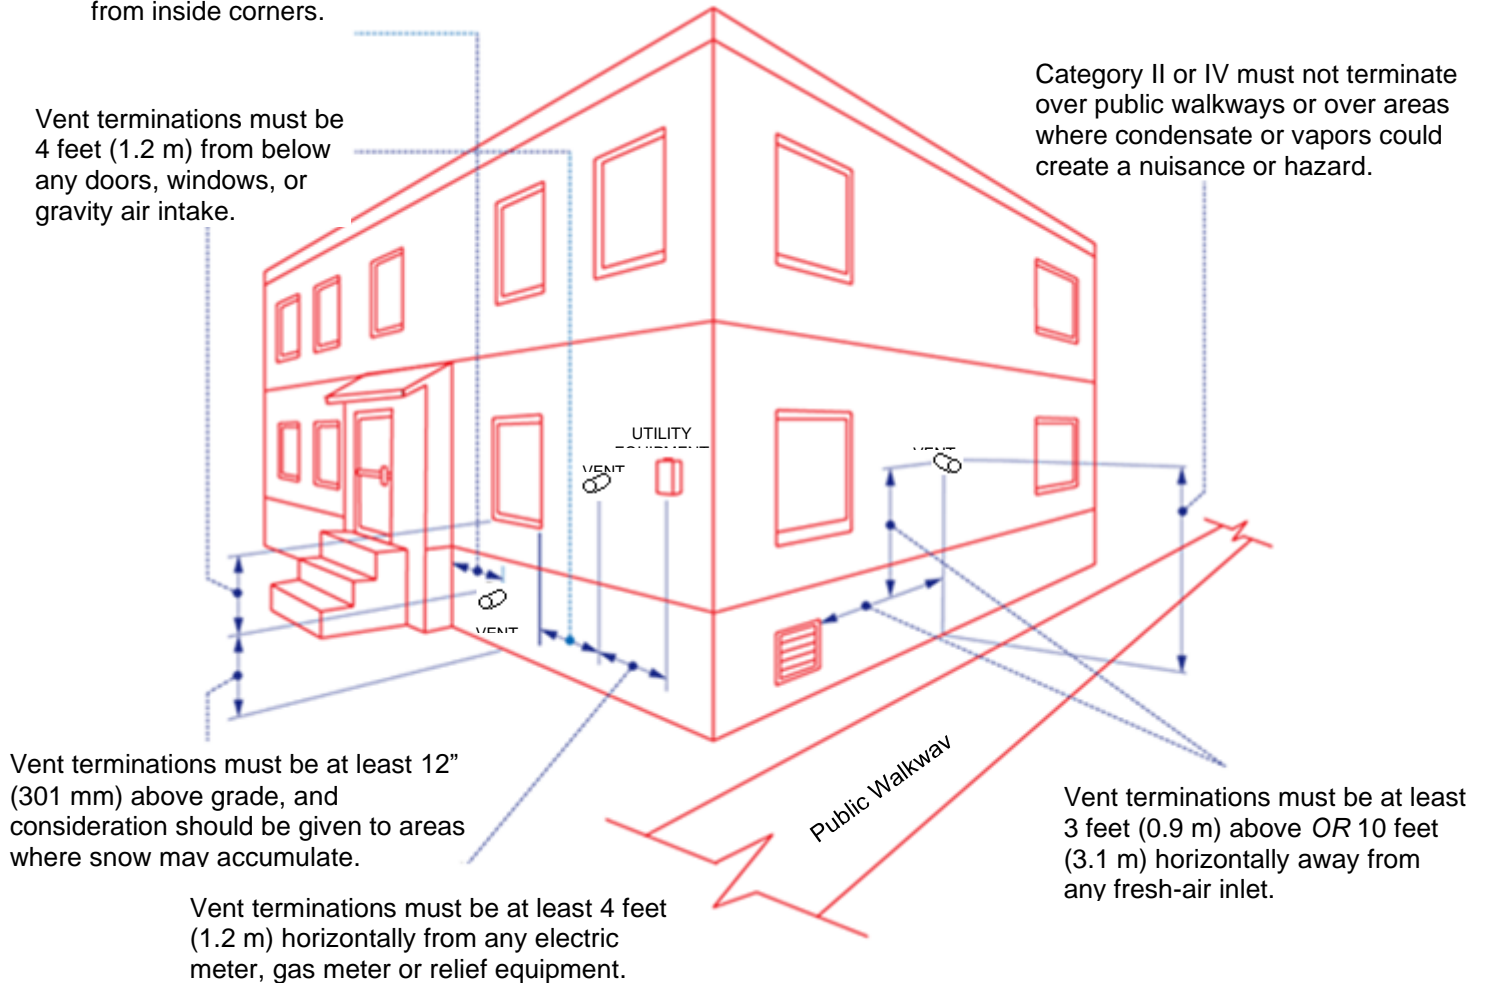 from inside corners.
Category II or IV must not terminate
over public walkways or over areas
where condensate or vapors could
create a nuisance or hazard.
Vent terminations must be
4 feet (1.2 m) from below
any doors, windows, or
gravity air intake.
UTILITY
EQUIPMENT
VENT
VENT
VENT
Public Walkway
Vent terminations must be at least 12”
(301 mm) above grade, and
consideration should be given to areas
where snow may accumulate.
Vent terminations must be at least
3 feet (0.9 m) above OR 10 feet
(3.1 m) horizontally away from
any fresh-air inlet.
Vent terminations must be at least 4 feet
(1.2 m) horizontally from any electric
meter, gas meter or relief equipment.